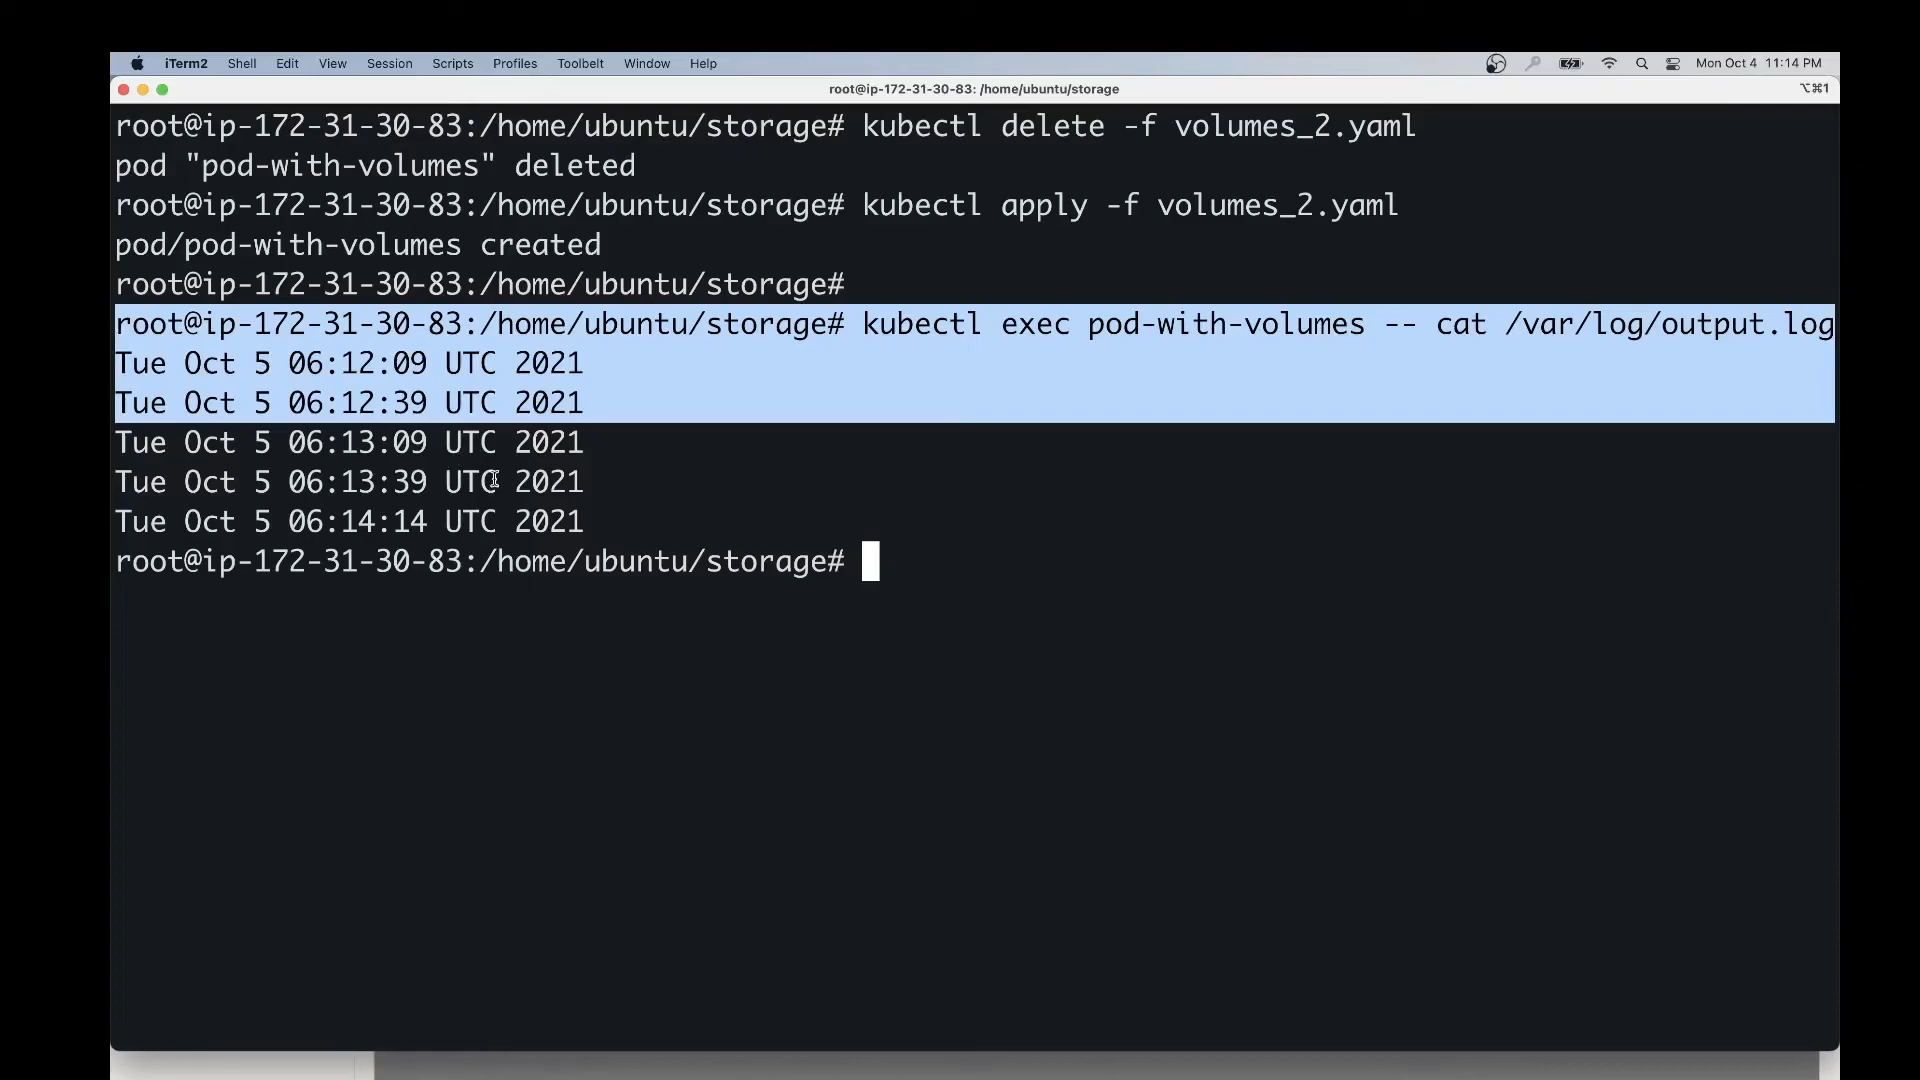 iTerm2 Shell Edit View Session Scripts Profiles Toolbelt Window Help Mon Oct 4 11:14 PM
root@ip-172-31-30-83: /home/ubuntu/storage ⌥⌘1
root@ip-172-31-30-83:/home/ubuntu/storage# kubectl delete -f volumes_2.yaml
pod "pod-with-volumes" deleted
root@ip-172-31-30-83:/home/ubuntu/storage# kubectl apply -f volumes_2.yaml
pod/pod-with-volumes created
root@ip-172-31-30-83:/home/ubuntu/storage#
root@ip-172-31-30-83:/home/ubuntu/storage# kubectl exec pod-with-volumes -- cat /var/log/output.log
Tue Oct 5 06:12:09 UTC 2021
Tue Oct 5 06:12:39 UTC 2021
Tue Oct 5 06:13:09 UTC 2021
Tue Oct 5 06:13:39 UTC 2021
Tue Oct 5 06:14:14 UTC 2021
root@ip-172-31-30-83:/home/ubuntu/storage#